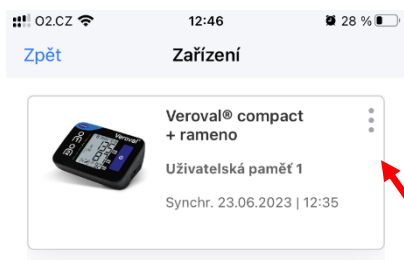 O2.CZ 12:46 28 %
Zpět Zařízení
Veroval® compact
+ rameno
Uživatelská paměť 1
Synchr. 23.06.2023 | 12:35
Veroval